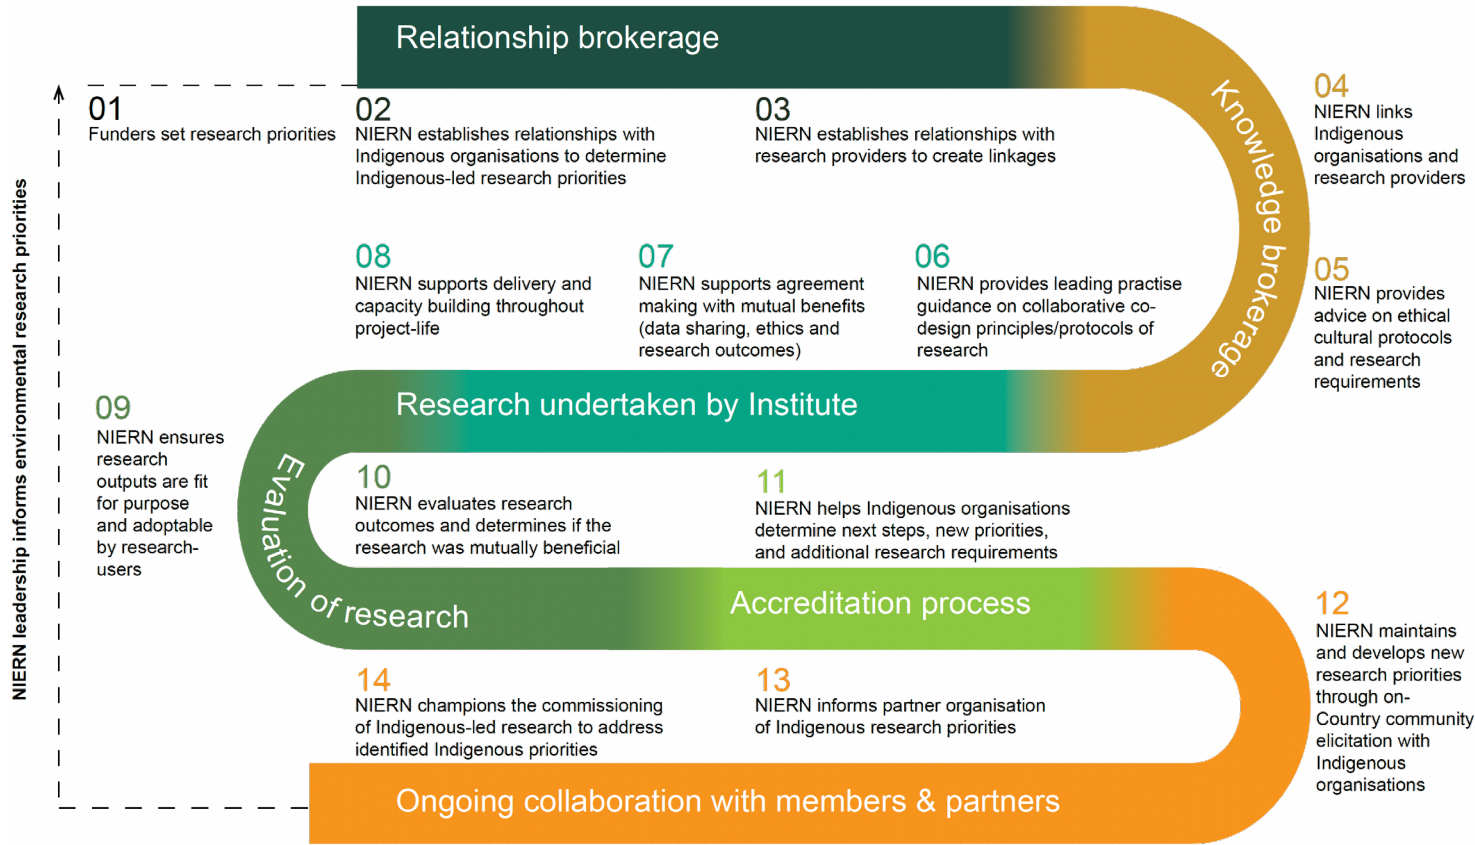 Relationship brokerage
01
Funders set research priorities
02
NIERN establishes relationships with
Indigenous organisations to determine
Indigenous-led research priorities
03
NIERN establishes relationships with
research providers to create linkages
Knowledge brokerage
04
NIERN links
Indigenous
organisations and
research providers
05
NIERN provides
advice on ethical
cultural protocols
and research
requirements
06
NIERN provides leading practise
guidance on collaborative co-
design principles/protocols of
research
07
NIERN supports agreement
making with mutual benefits
(data sharing, ethics and
research outcomes)
08
NIERN supports delivery and
capacity building throughout
project-life
Research undertaken by Institute
09
NIERN ensures
research
outputs are fit
for purpose
and adoptable
by research-
users
Evaluation of research
10
NIERN evaluates research
outcomes and determines if the
research was mutually beneficial
11
NIERN helps Indigenous organisations
determine next steps, new priorities,
and additional research requirements
Accreditation process
12
NIERN maintains
and develops new
research priorities
through on-
Country community
elicitation with
Indigenous
organisations
13
NIERN informs partner organisation
of Indigenous research priorities
14
NIERN champions the commissioning
of Indigenous-led research to address
identified Indigenous priorities
Ongoing collaboration with members & partners
NIERN leadership informs environmental research priorities